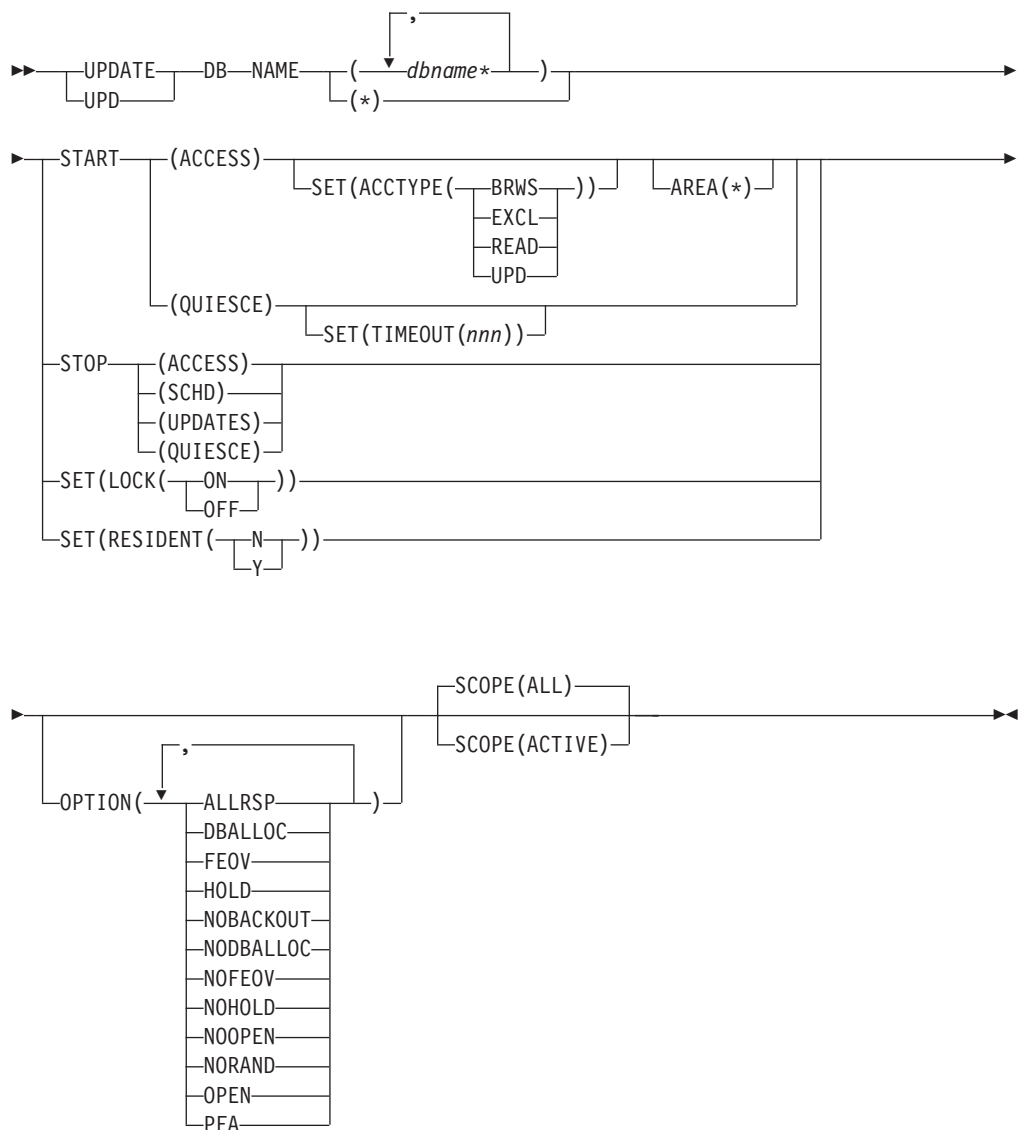 ,
UPDATE DB NAME ( dbname* )
UPD (*)
START (ACCESS)
SET(ACCTYPE( BRWS )) AREA(*)
EXCL
READ
UPD
(QUIESCE)
SET(TIMEOUT(nnn))
STOP (ACCESS)
(SCHD)
(UPDATES)
(QUIESCE)
SET(LOCK( ON ))
OFF
SET(RESIDENT( N ))
Y
SCOPE(ALL)
SCOPE(ACTIVE)
,
OPTION( ALLRSP )
DBALLOC
FEOV
HOLD
NOBACKOUT
NODBALLOC
NOFEOV
NOHOLD
NOOPEN
NORAND
OPEN
PFA